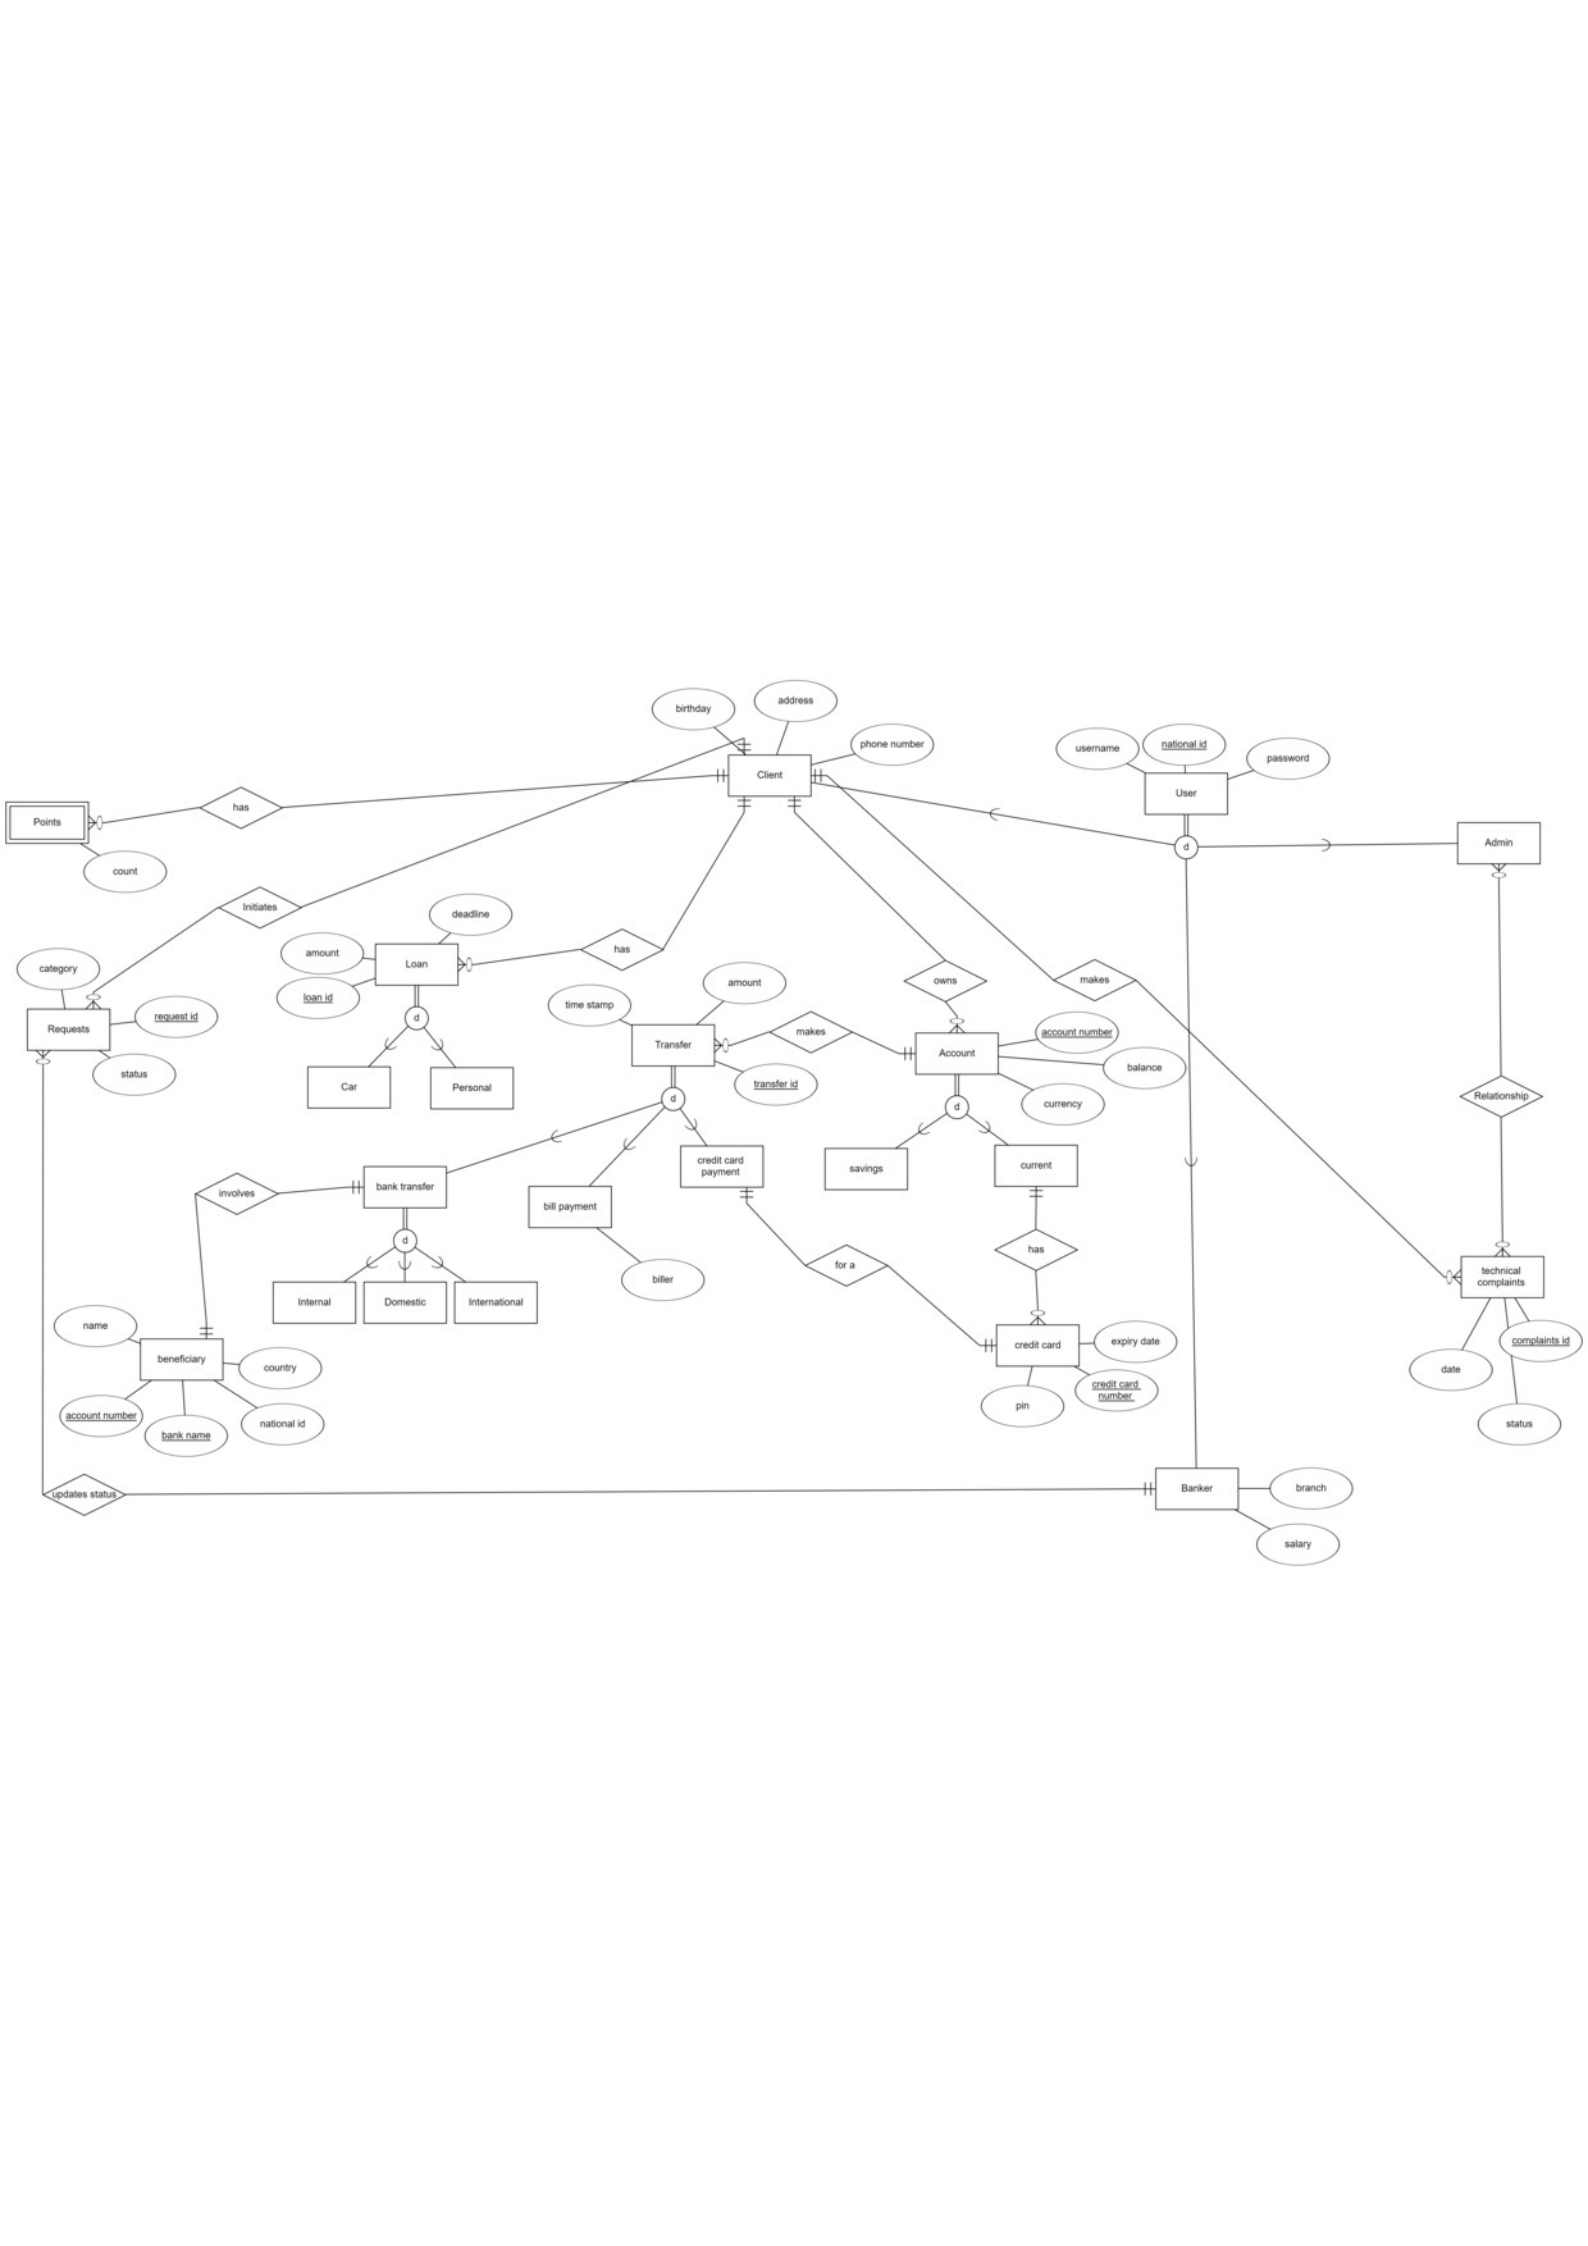 birthday
address
phone number
Client
username
national id
password
User
d
Admin
Points
has
count
Initiates
deadline
amount
Loan
loan id
d
Car
Personal
has
category
Requests
request id
status
time stamp
amount
Transfer
transfer id
makes
owns
makes
Account
account number
balance
currency
d
d
savings
current
Relationship
credit card
payment
bank transfer
involves
bill payment
biller
d
Internal
Domestic
International
for a
has
technical
complaints
complaints id
date
status
name
beneficiary
country
account number
bank name
national id
credit card
expiry date
credit card
number
pin
updates status
Banker
branch
salary